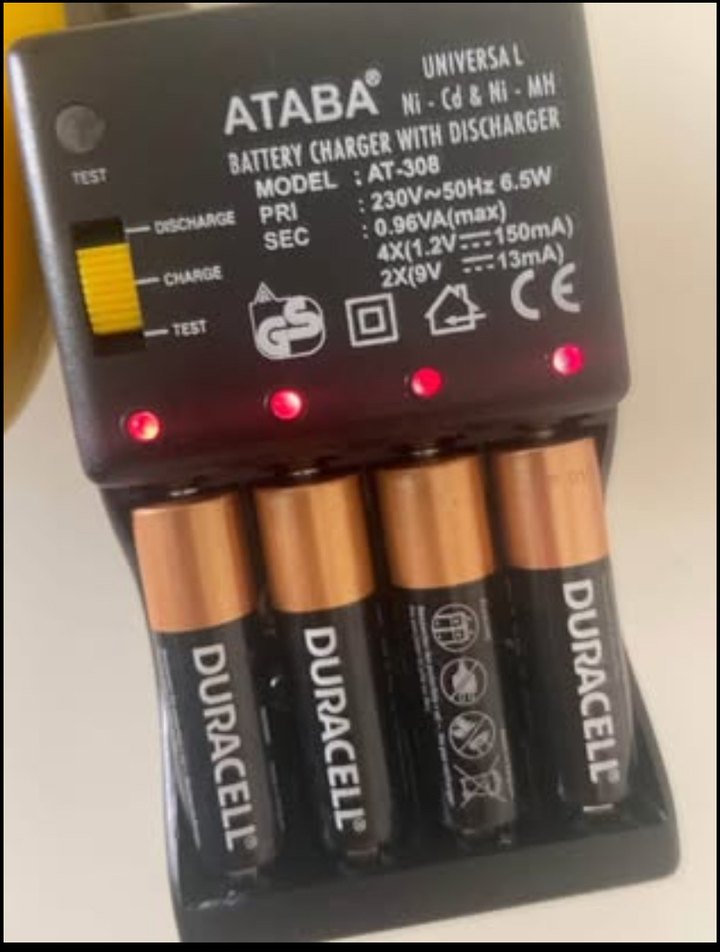 UNIVERSAL
ATABA® Ni - Cd & Ni - MH
BATTERY CHARGER WITH DISCHARGER
MODEL : AT-308
PRI : 230V~50Hz 6.5W
SEC : 0.96VA(max)
4X(1.2V 150mA)
2X(9V 13mA)
TEST
DISCHARGE
CHARGE
TEST
GS
CE
DURACELL®
DURACELL®
DURACELL®